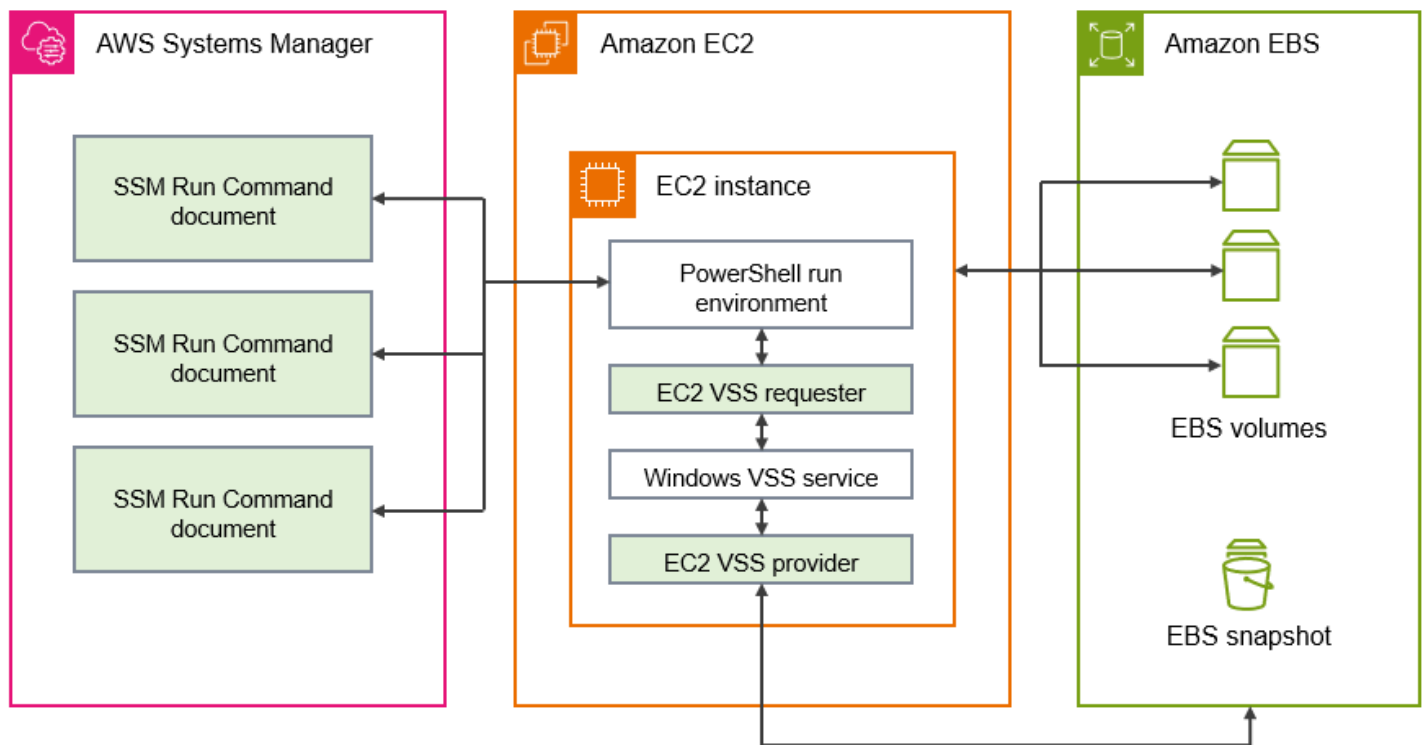 AWS Systems Manager
SSM Run Command
document
SSM Run Command
document
SSM Run Command
document
Amazon EC2
EC2 instance
PowerShell run
environment
EC2 VSS requester
Windows VSS service
EC2 VSS provider
Amazon EBS
EBS volumes
EBS snapshot